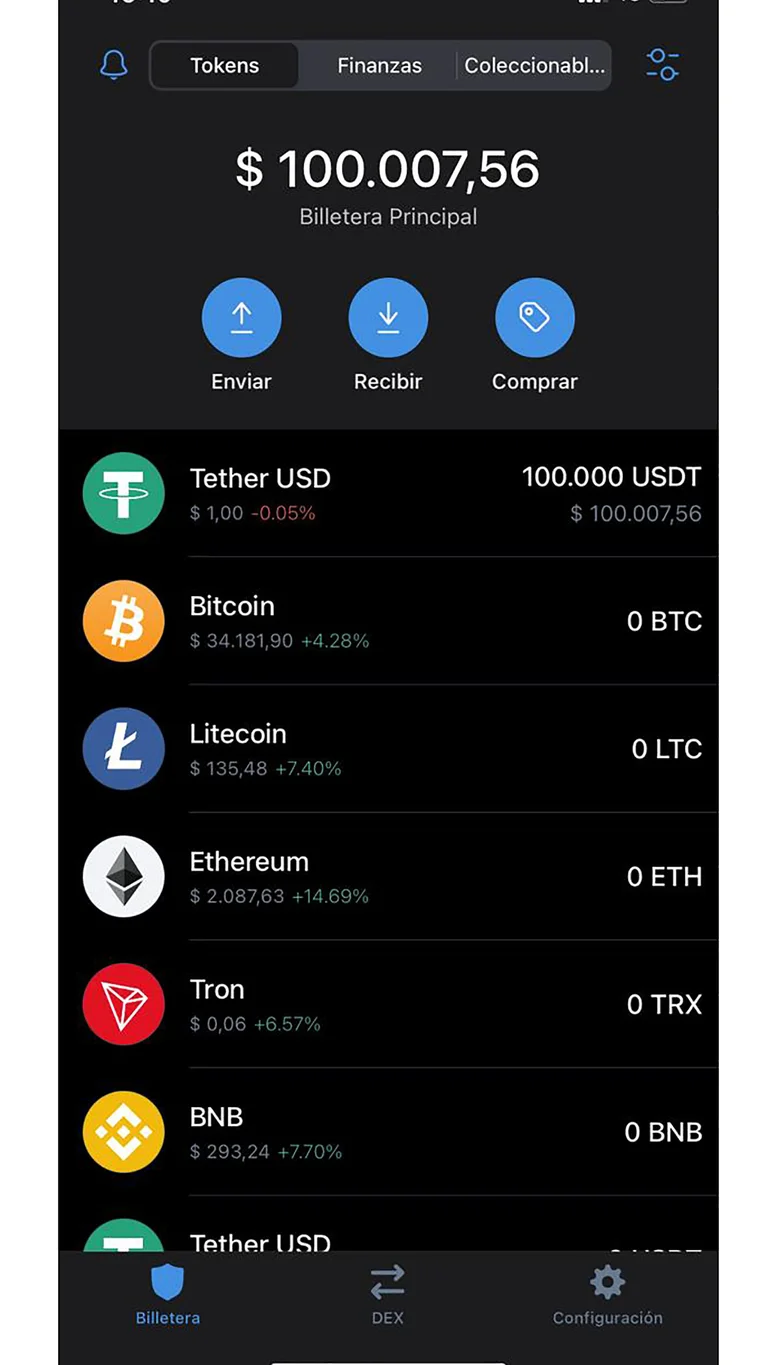 Tokens
Finanzas
Coleccionabl...
$ 100.007,56
Billetera Principal
Enviar
Recibir
Comprar
Tether USD
100.000 USDT
$ 1,00 -0.05%
$ 100.007,56
Bitcoin
0 BTC
$ 34.181,90 +4.28%
Litecoin
0 LTC
$ 135,48 +7.40%
Ethereum
0 ETH
$ 2.087,63 +14.69%
Tron
0 TRX
$ 0,06 +6.57%
BNB
0 BNB
$ 293,24 +7.70%
Tether USD
Billetera
DEX
Configuración